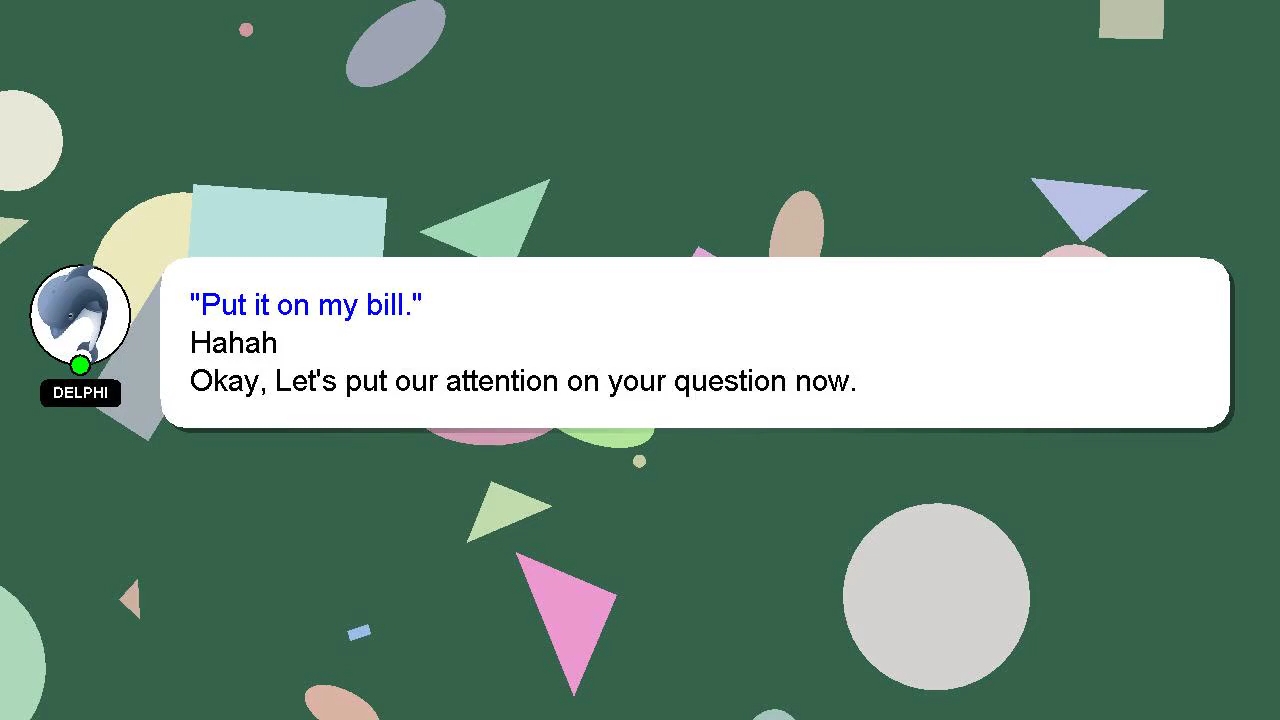 "Put it on my bill."
Hahah
Okay, Let's put our attention on your question now.
DELPHI